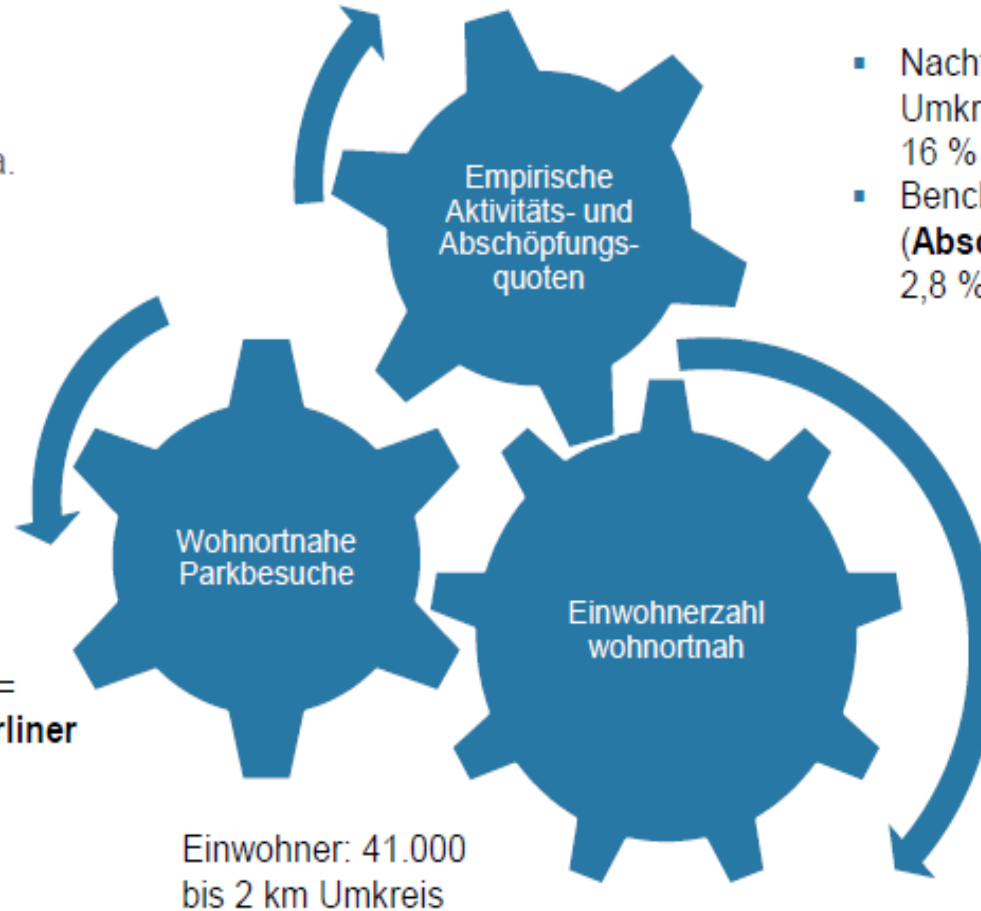 Empirische
Aktivitäts- und
Abschöpfungs-
quoten
16 %
2,8 %
Wohnortnahe
Parkbesuche
Einwohnerzahl
wohnortnah
=
Einwohner: 41.000
bis 2 km Umkreis